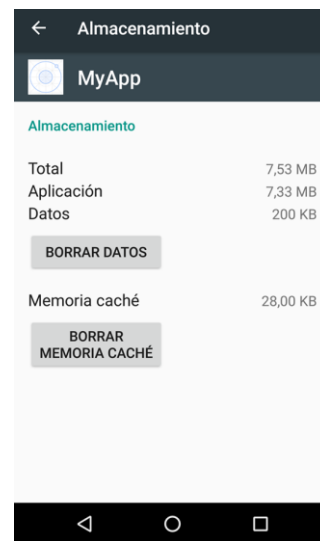 Almacenamiento
MyApp
Almacenamiento
Total 7,53 MB
Aplicación 7,33 MB
Datos 200 KB
BORRAR DATOS
Memoria caché 28,00 KB
BORRAR
MEMORIA CACHÉ